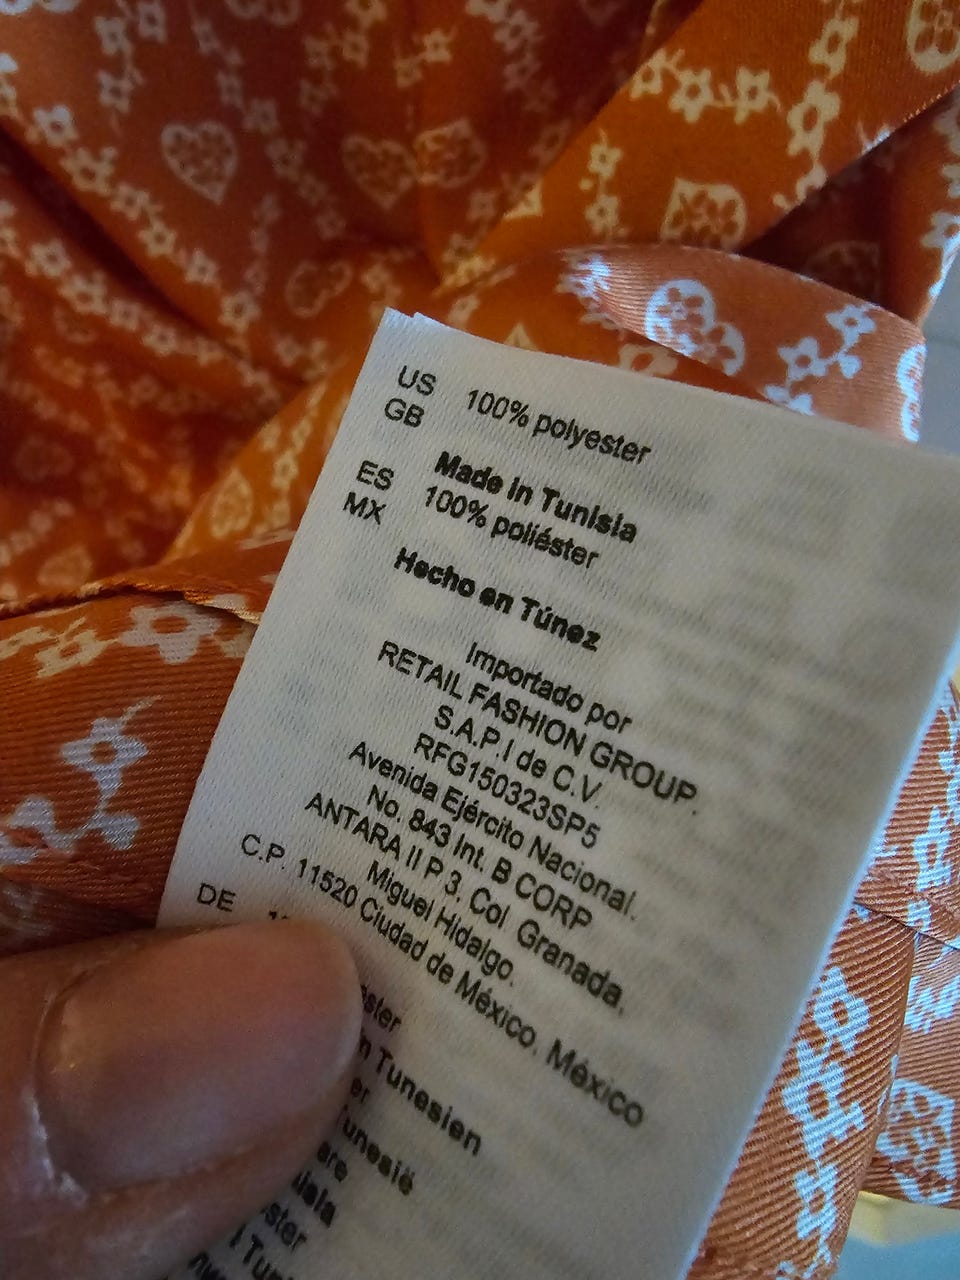 US 100% polyester
GB
Made in Tunisia
ES 100% poliéster
MX
Hecho en Túnez
Importado por
RETAIL FASHION GROUP
S.A.P.I de C.V.
RFG150323SP5
Avenida Ejército Nacional.
No. 843 Int. B CORP
ANTARA II P 3. Col. Granada,
Miguel Hidalgo.
C.P. 11520 Ciudad de México, México
DE
Tunesien